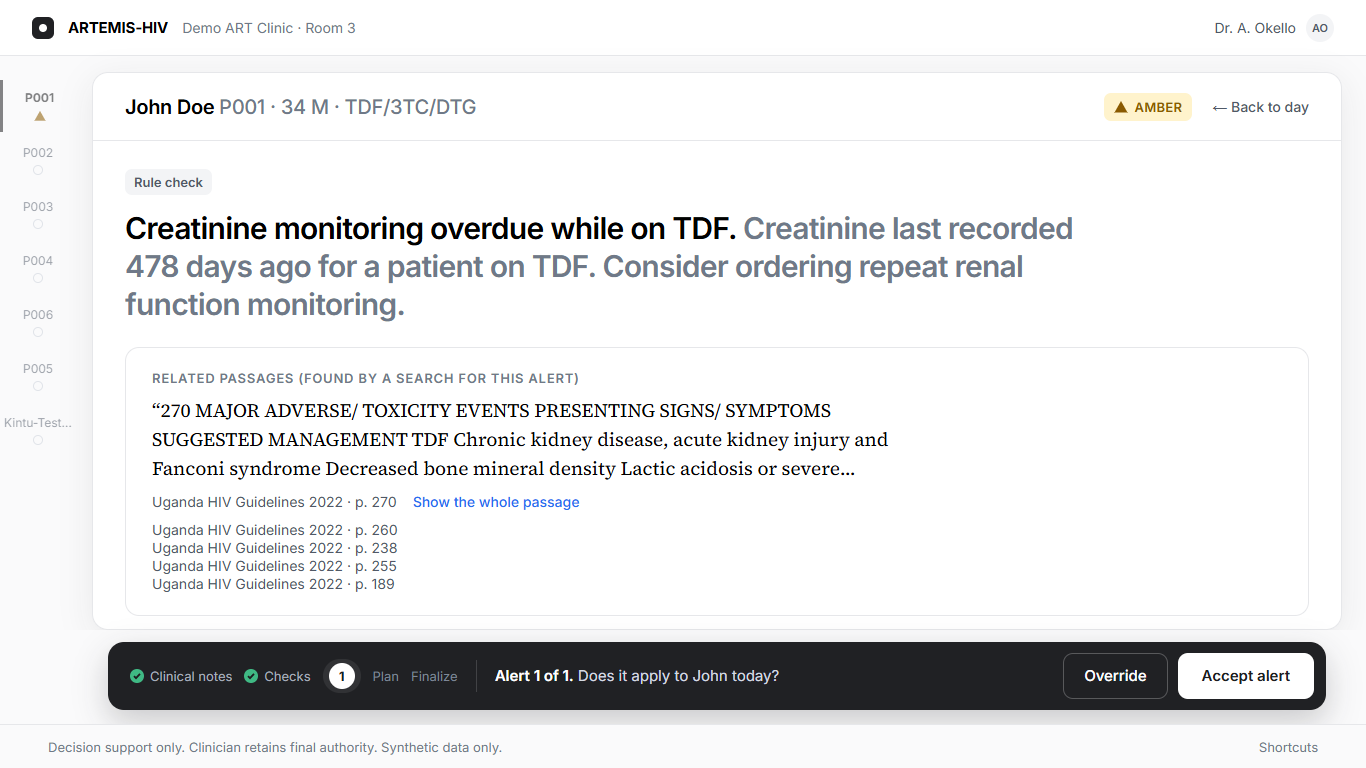 ARTEMIS-HIV Demo ART Clinic · Room 3
Dr. A. Okello AO
P001
P002
P003
P004
P006
P005
Kintu-Test...
John Doe P001 · 34 M · TDF/3TC/DTG
AMBER
← Back to day
Rule check
Creatinine monitoring overdue while on TDF. Creatinine last recorded
478 days ago for a patient on TDF. Consider ordering repeat renal
function monitoring.
RELATED PASSAGES (FOUND BY A SEARCH FOR THIS ALERT)
“270 MAJOR ADVERSE/ TOXICITY EVENTS PRESENTING SIGNS/ SYMPTOMS
SUGGESTED MANAGEMENT TDF Chronic kidney disease, acute kidney injury and
Fanconi syndrome Decreased bone mineral density Lactic acidosis or severe...
Uganda HIV Guidelines 2022 · p. 270 Show the whole passage
Uganda HIV Guidelines 2022 · p. 260
Uganda HIV Guidelines 2022 · p. 238
Uganda HIV Guidelines 2022 · p. 255
Uganda HIV Guidelines 2022 · p. 189
Clinical notes Checks 1 Plan Finalize Alert 1 of 1. Does it apply to John today? Override Accept alert
Decision support only. Clinician retains final authority. Synthetic data only.
Shortcuts